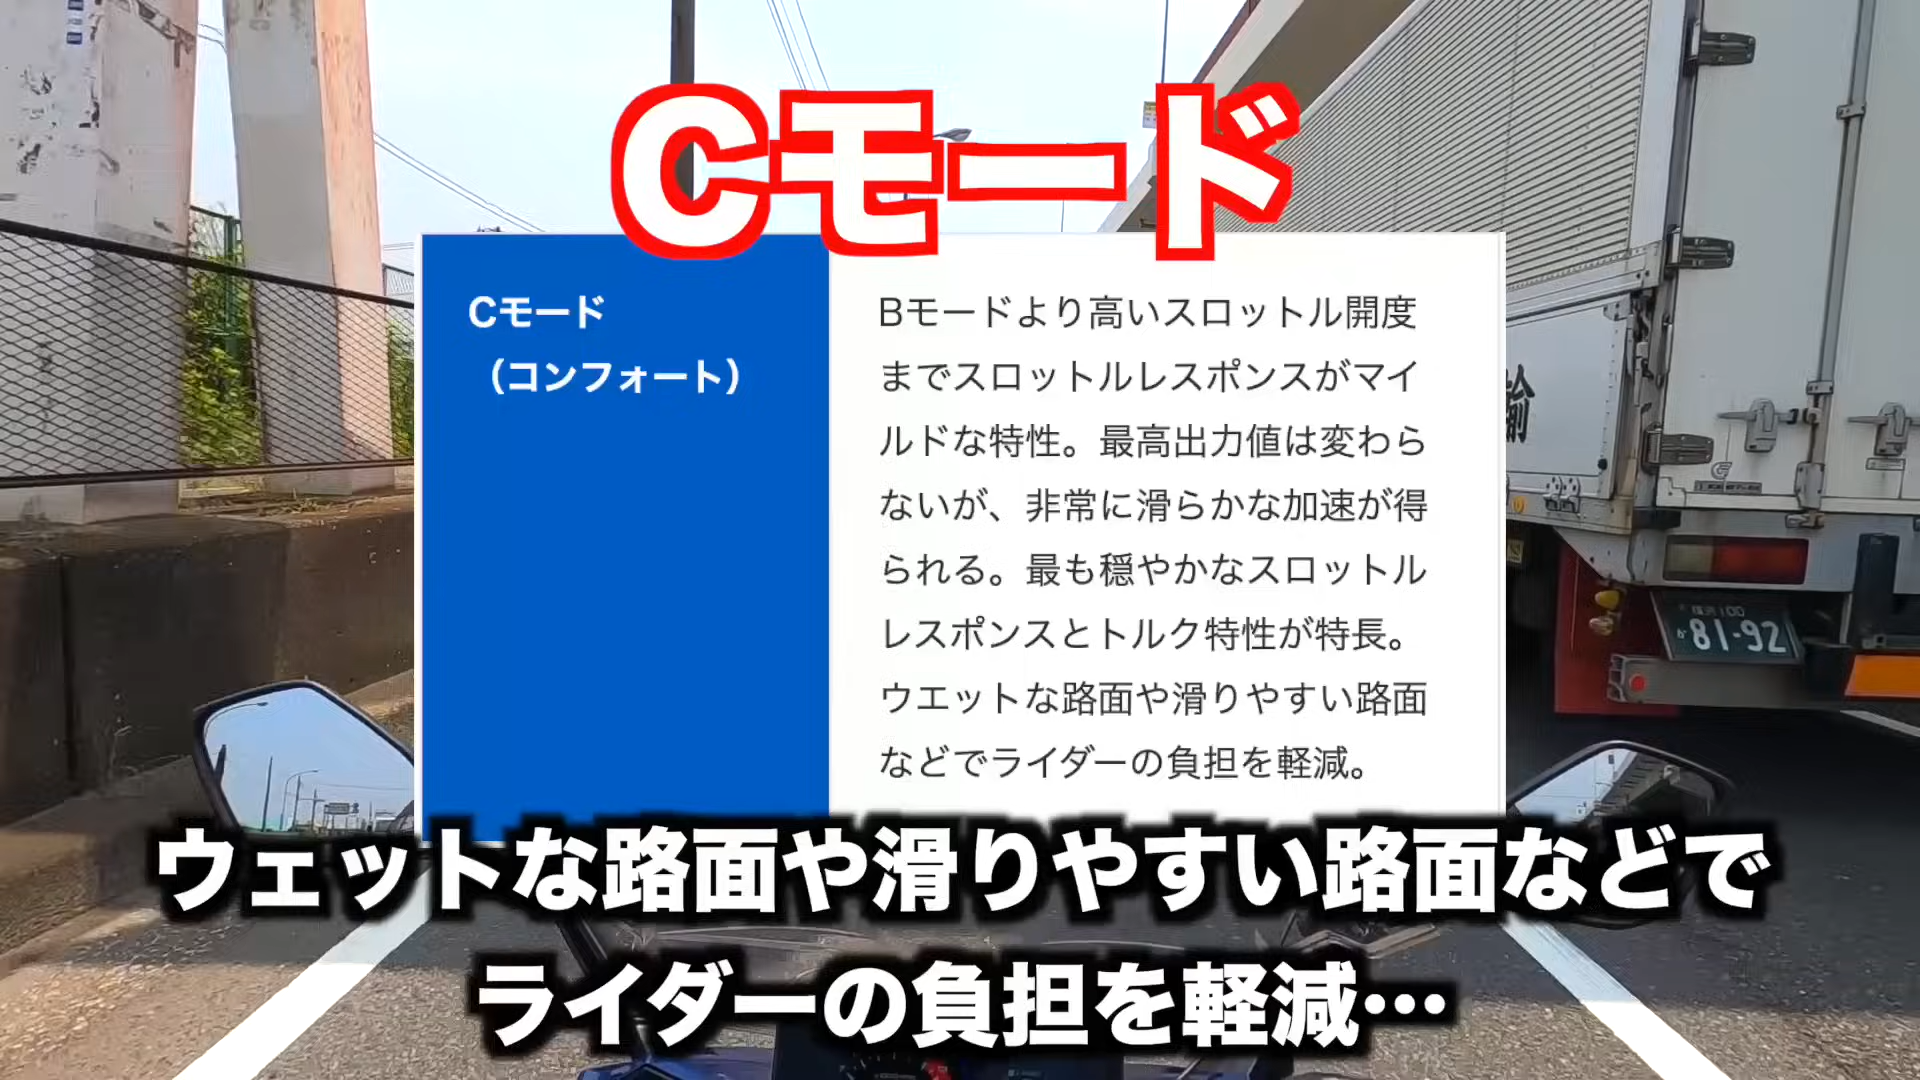 Cモード
Cモード
（コンフォート）
Bモードより高いスロットル開度
までスロットルレスポンスがマイ
ルドな特性。最高出力値は変わら
ないが、非常に滑らかな加速が得
られる。最も穏やかなスロットル
レスポンスとトルク特性が特長。
ウエットな路面や滑りやすい路面
などでライダーの負担を軽減。
輸
81-92
ウェットな路面や滑りやすい路面などで
ライダーの負担を軽減…